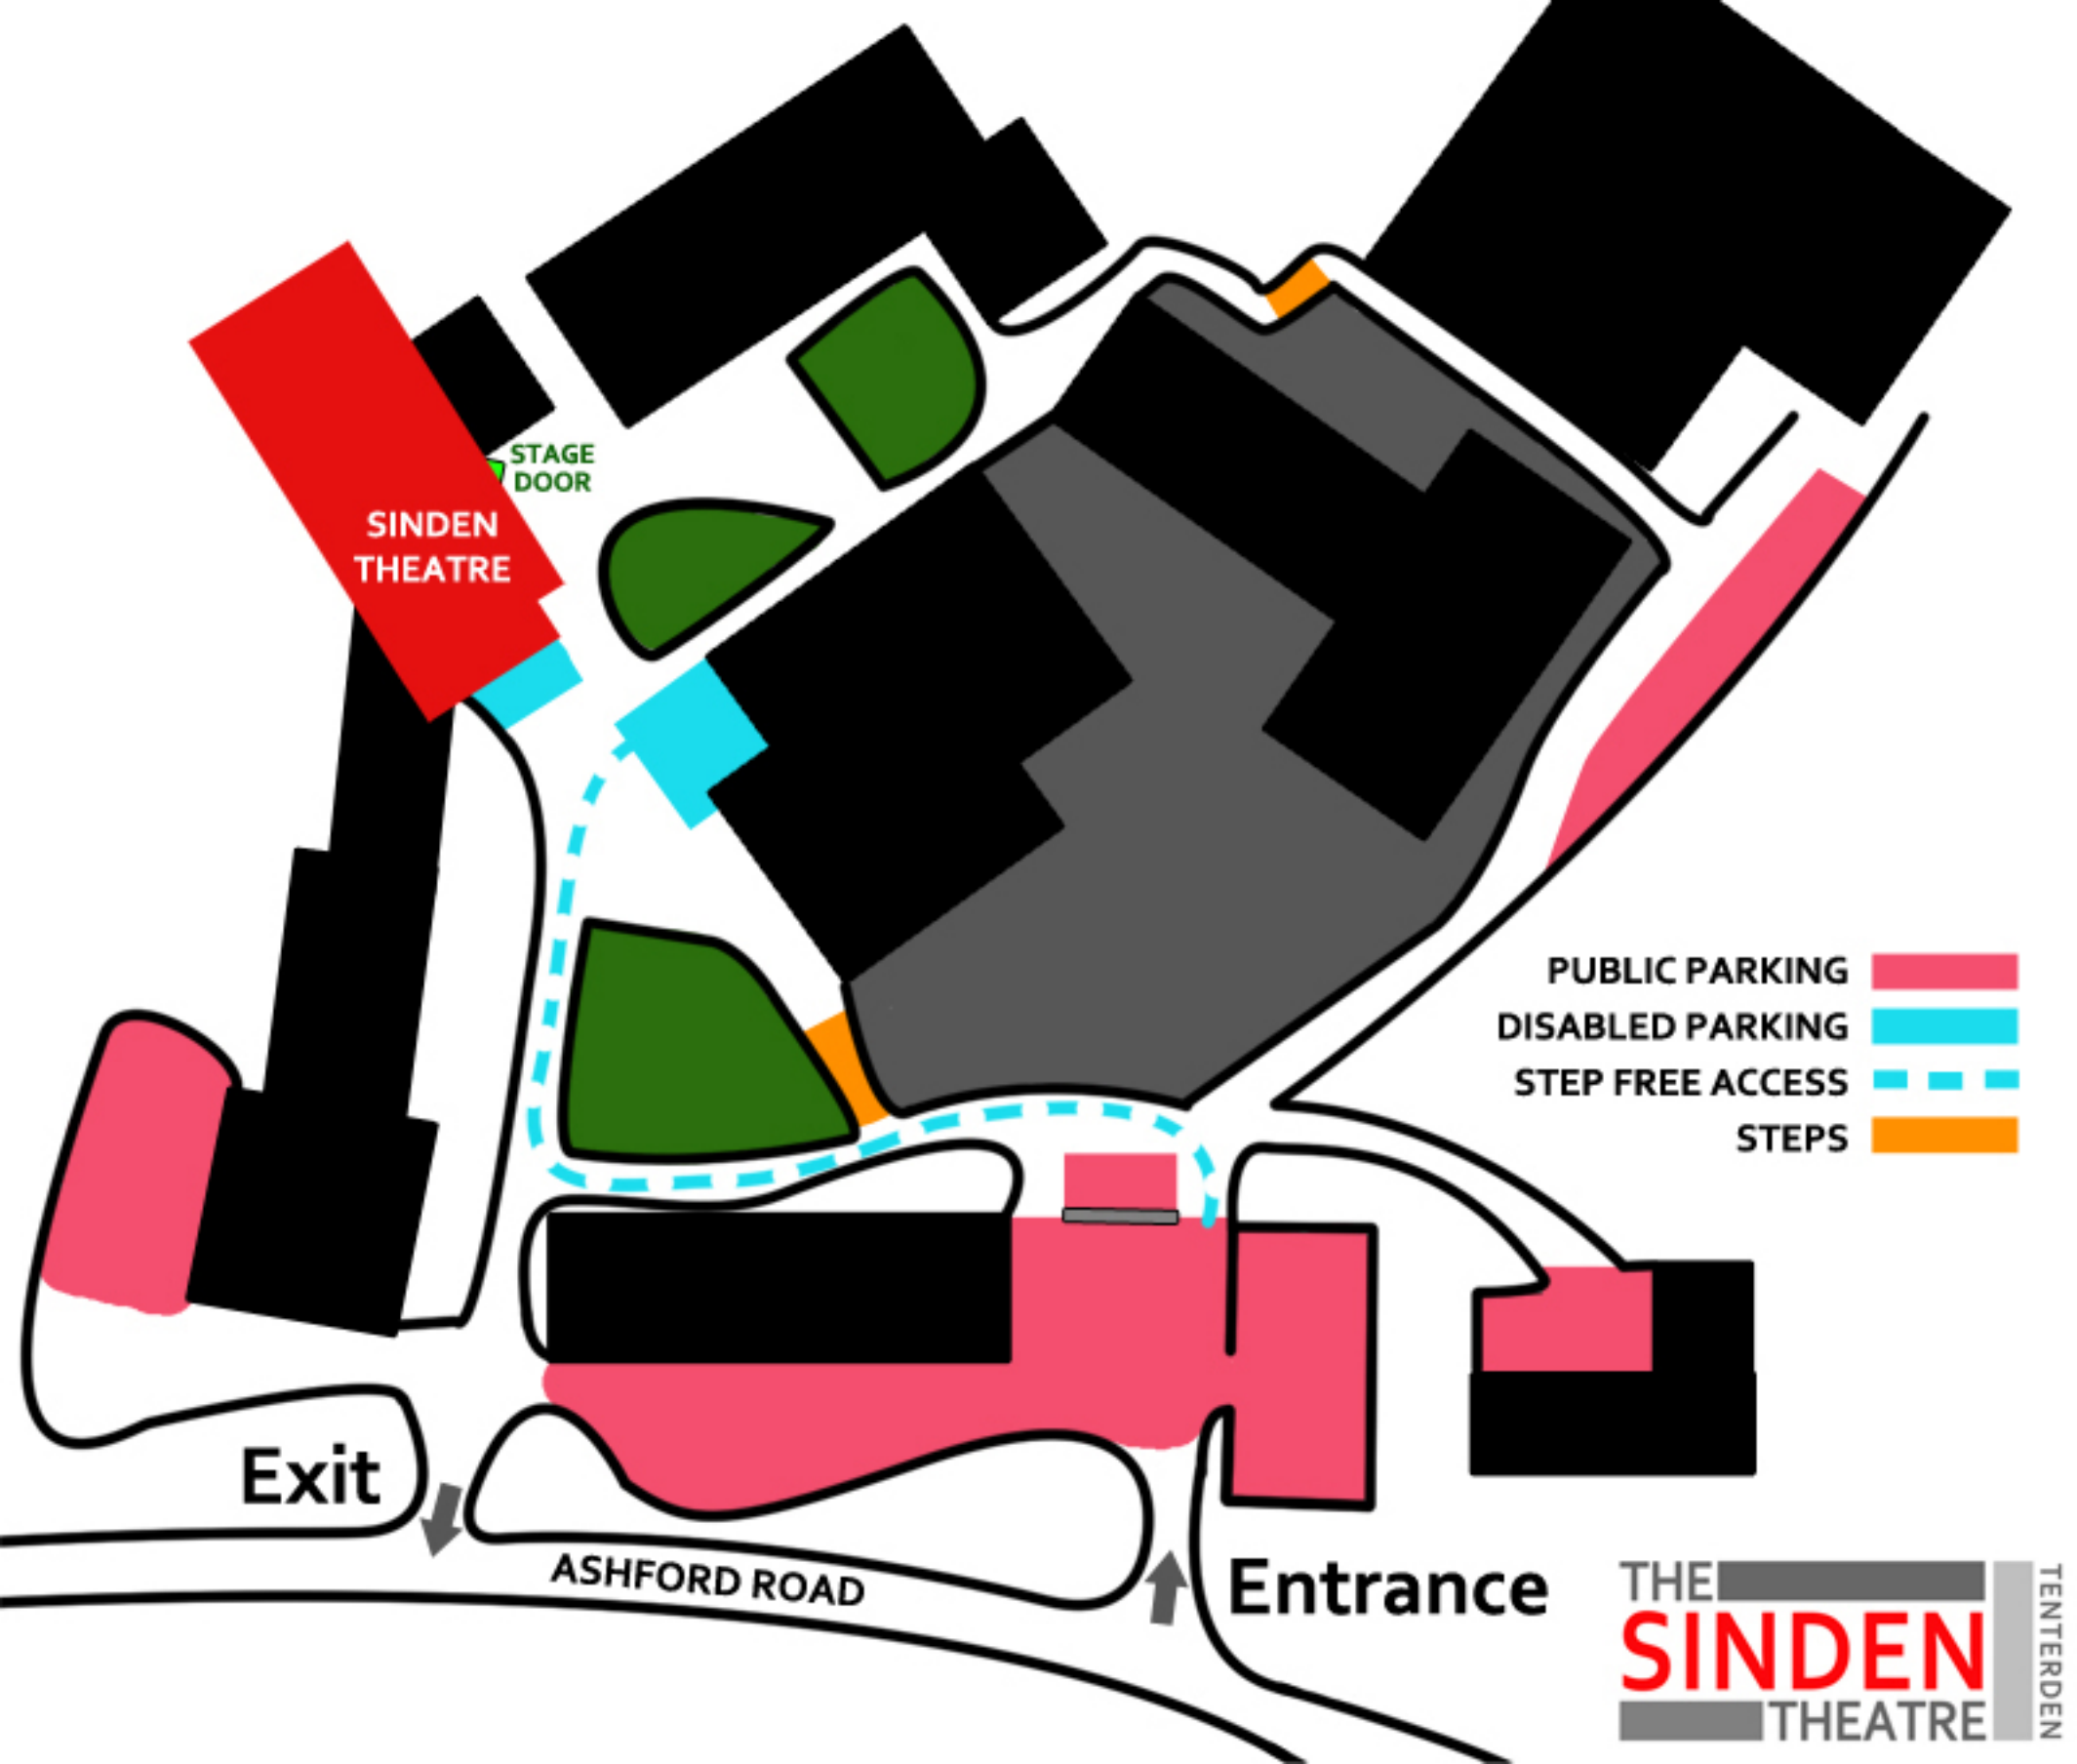 STAGE
DOOR
SINDEN
THEATRE
PUBLIC PARKING
DISABLED PARKING
STEP FREE ACCESS
STEPS
Exit
ASHFORD ROAD
Entrance
THE
SINDEN
THEATRE
TENTERDEN